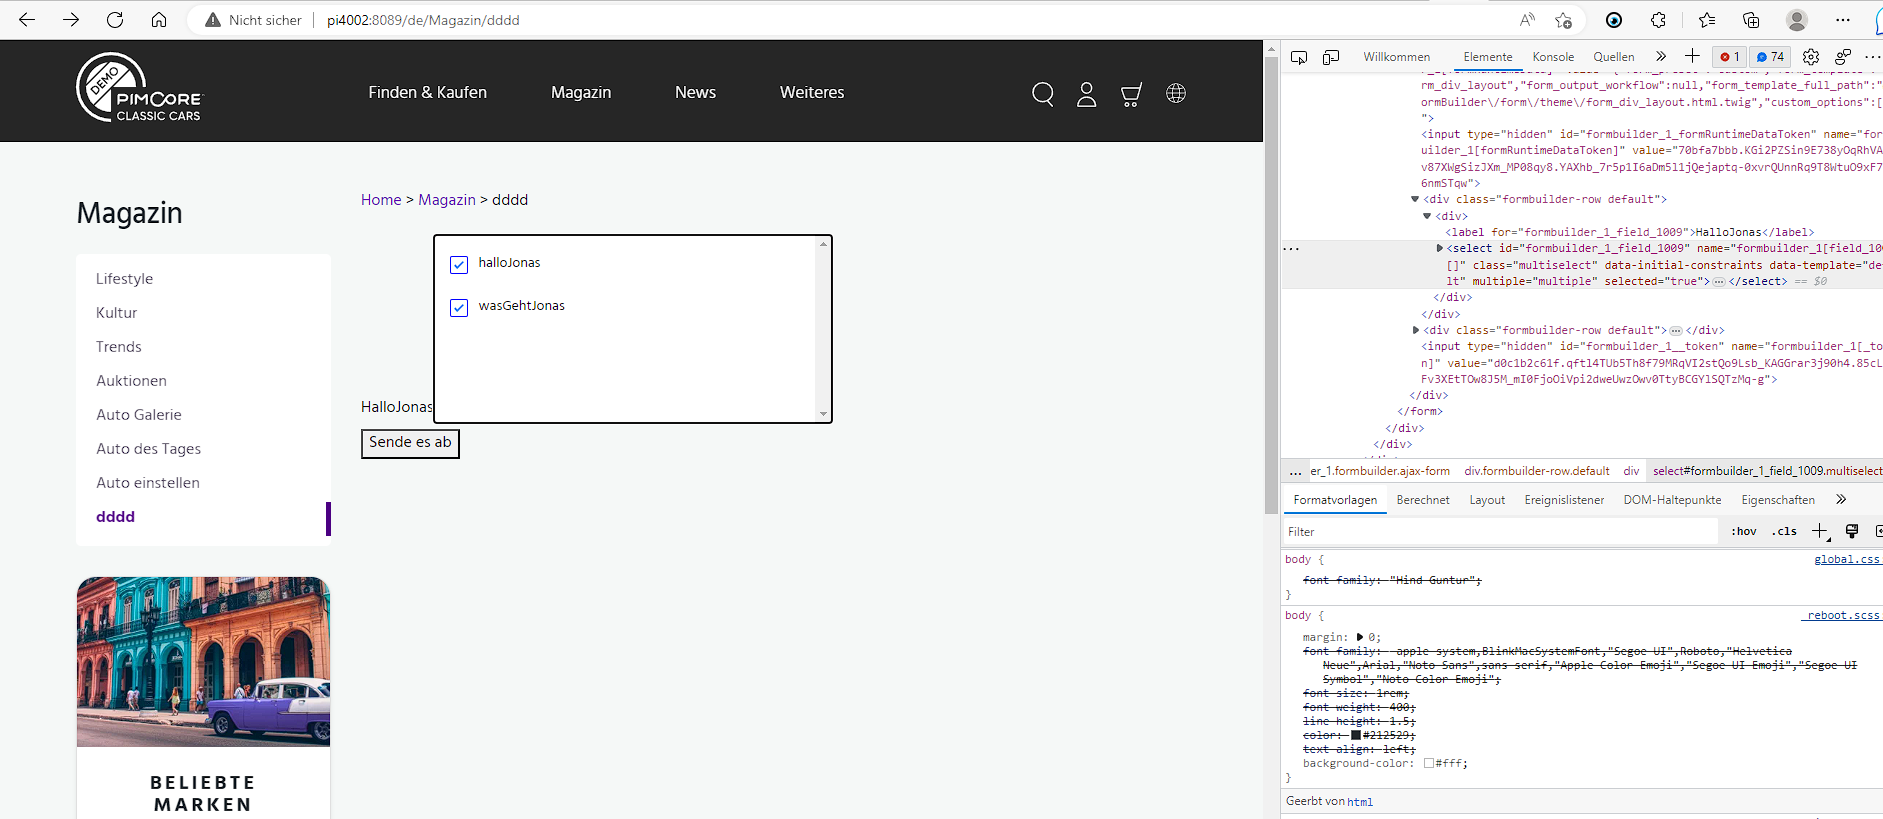 Nicht sicher
pi4002:8089/de/Magazin/dddd
DEMO
PIMCORE
CLASSIC CARS
Finden & Kaufen
Magazin
News
Weiteres
Magazin
Lifestyle
Kultur
Trends
Auktionen
Auto Galerie
Auto des Tages
Auto einstellen
dddd
BELIEBTE
MARKEN
Home > Magazin > dddd
halloJonas
wasGehtJonas
HalloJonas
Sende es ab
Willkommen
Elemente
Konsole
Quellen
1
74
rm_div_layout","form_output_workflow":null,"form_template_full_path":"
ormBuilder\/form\/theme\/form_div_layout.html.twig","custom_options":[
">
<input type="hidden" id="formbuilder_1_formRuntimeDataToken" name="for
uilder_1[formRuntimeDataToken]" value="70bfa7bbb.KGi2PZSin9E738yOqRhVA
v87XWgSizJXm_MP08qy8.YAXhb_7r5p1I6aDm5l1jQejaptq-0xvrQUnnRq9T8WtuO9xF7
6nmSTqw">
<div class="formbuilder-row default">
<div>
<label for="formbuilder_1_field_1009">HalloJonas</label>
... <select id="formbuilder_1_field_1009" name="formbuilder_1[field_10
[]" class="multiselect" data-initial-constraints data-template="de
lt" multiple="multiple" selected="true">…</select> == $0
</div>
</div>
<div class="formbuilder-row default">…</div>
<input type="hidden" id="formbuilder_1__token" name="formbuilder_1[_to
n]" value="d0c1b2c61f.qftl4TUb5Th8f79MRqVI2stQo9Lsb_KAGGrar3j90h4.85cL
Fv3XEtTOw8J5M_mI0FjoOiVpi2dweUwzOwv0TtyBCGYlSQTzMq-g">
</div>
</form>
</div>
</div>
... er_1.formbuilder.ajax-form div.formbuilder-row.default div select#formbuilder_1_field_1009.multiselect
Formatvorlagen
Berechnet
Layout
Ereignislistener
DOM-Haltepunkte
Eigenschaften
Filter
:hov
.cls
body {
global.css
font-family: "Hind Guntur";
}
body {
_reboot.scss
margin: 0;
font-family: -apple-system,BlinkMacSystemFont,"Segoe UI",Roboto,"Helvetica
Neue",Arial,"Noto Sans",sans-serif,"Apple Color Emoji","Segoe UI Emoji","Segoe UI
Symbol","Noto Color Emoji";
font-size: 1rem;
font-weight: 400;
line-height: 1.5;
color: #212529;
text-align: left;
background-color: #fff;
}
Geerbt von html